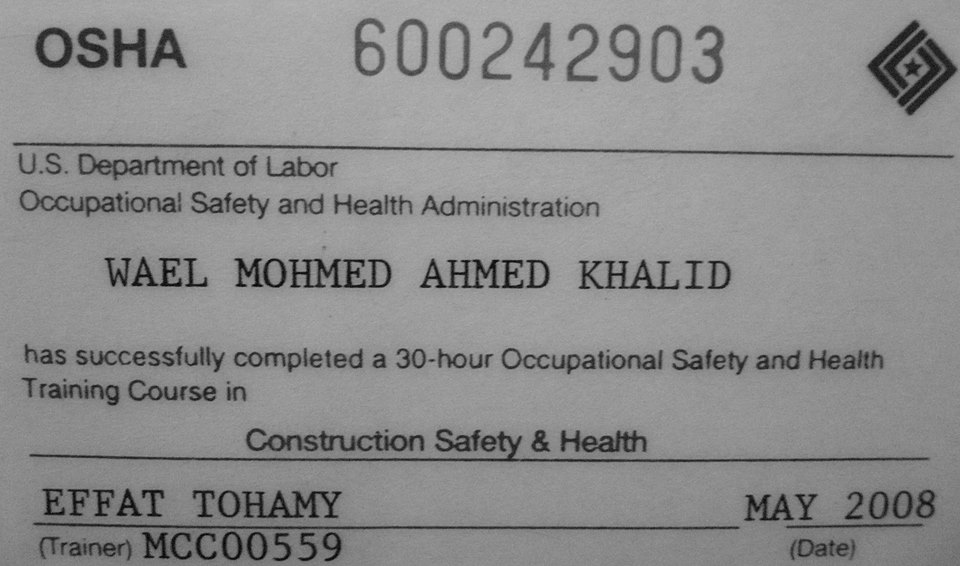 OSHA 600242903
U.S. Department of Labor
Occupational Safety and Health Administration
WAEL MOHMED AHMED KHALID
has successfully completed a 30-hour Occupational Safety and Health
Training Course in
Construction Safety & Health
EFFAT TOHAMY MAY 2008
(Trainer) MCC00559 (Date)